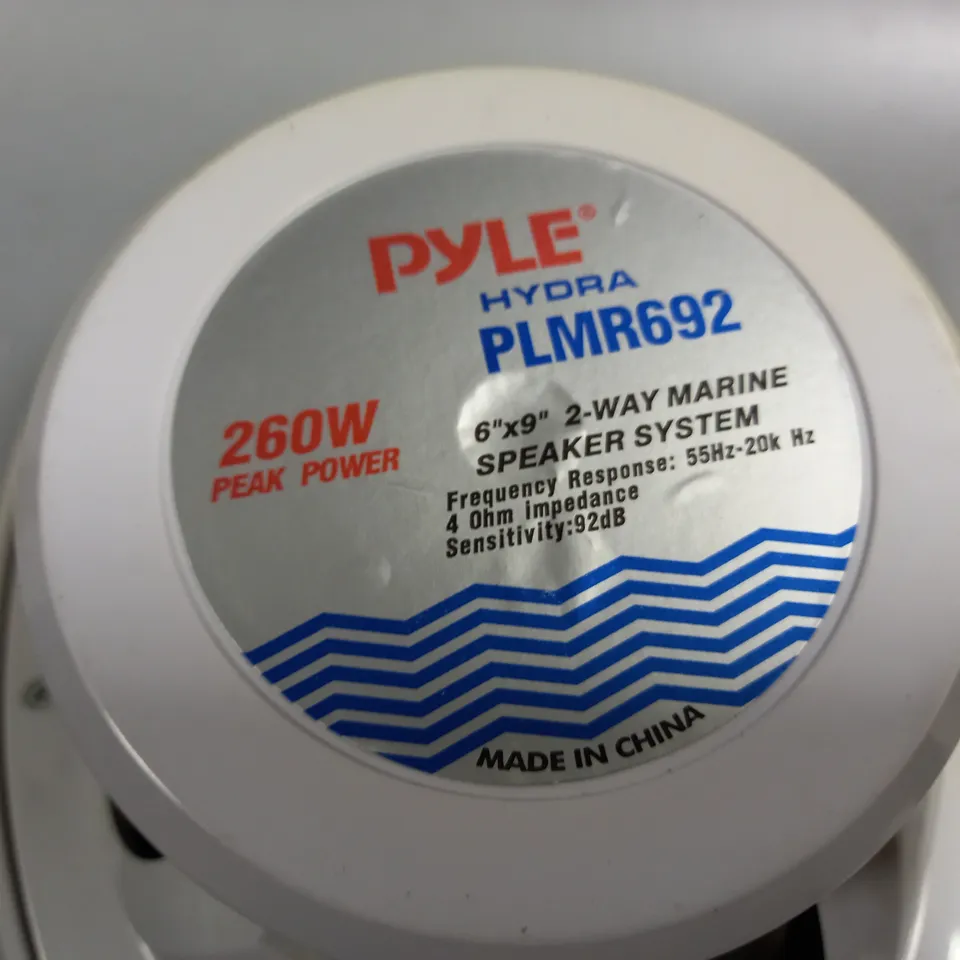 PYLE®
HYDRA
PLMR692
260W
PEAK POWER
6"x9" 2-WAY MARINE
SPEAKER SYSTEM
Frequency Response: 55Hz-20k Hz
4 Ohm impedance
Sensitivity:92dB
MADE IN CHINA